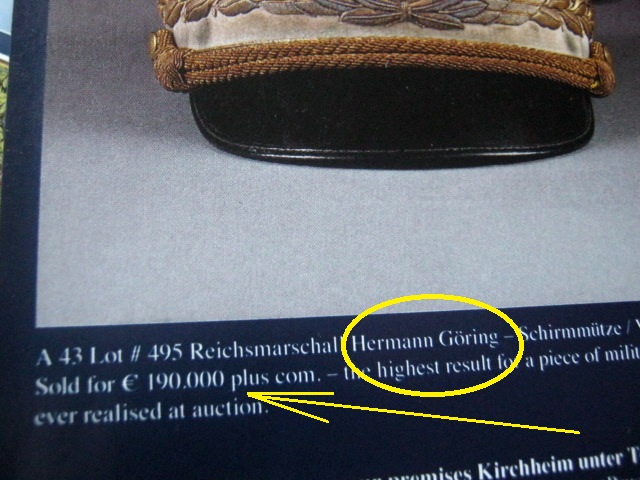 A 43 Lot # 495 Reichsmarschall Hermann Göring – Schirmmütze /
Sold for € 190.000 plus com. – the highest result for a piece of
ever realised at auction.
premises Kirchheim unter